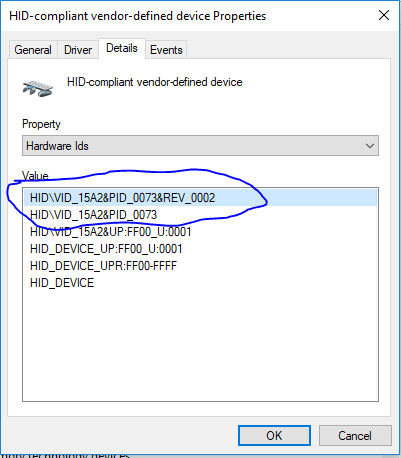 HID-compliant vendor-defined device Properties
General Driver Details Events
HID-compliant vendor-defined device
Property
Hardware Ids
Value
HID\VID_15A2&PID_0073&REV_0002
HID\VID_15A2&PID_0073
HID\VID_15A2&UP:FF00_U:0001
HID_DEVICE_UP:FF00_U:0001
HID_DEVICE_UPR:FF00-FFFF
HID_DEVICE
OK Cancel
technology devices